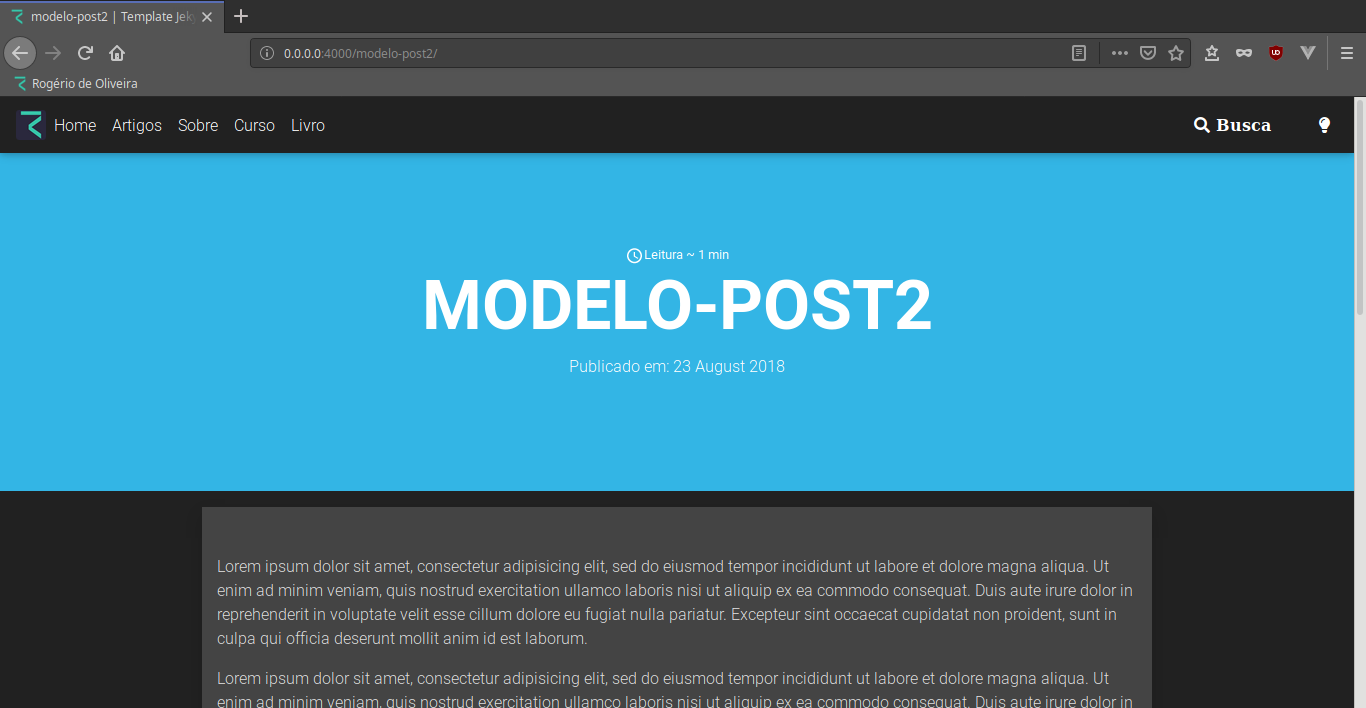 modelo-post2 | Template Jek
0.0.0.0:4000/modelo-post2/
Rogério de Oliveira
Home Artigos Sobre Curso Livro Busca
Leitura ~ 1 min
MODELO-POST2
Publicado em: 23 August 2018
Lorem ipsum dolor sit amet, consectetur adipisicing elit, sed do eiusmod tempor incididunt ut labore et dolore magna aliqua. Ut
enim ad minim veniam, quis nostrud exercitation ullamco laboris nisi ut aliquip ex ea commodo consequat. Duis aute irure dolor in
reprehenderit in voluptate velit esse cillum dolore eu fugiat nulla pariatur. Excepteur sint occaecat cupidatat non proident, sunt in
culpa qui officia deserunt mollit anim id est laborum.
Lorem ipsum dolor sit amet, consectetur adipisicing elit, sed do eiusmod tempor incididunt ut labore et dolore magna aliqua. Ut
enim ad minim veniam, quis nostrud exercitation ullamco laboris nisi ut aliquip ex ea commodo consequat. Duis aute irure dolor in